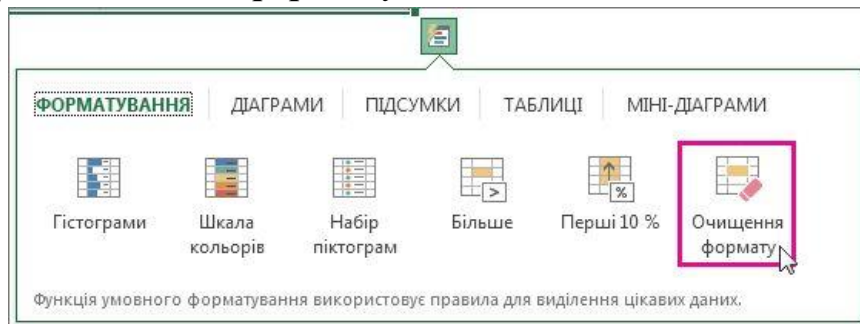 ФОРМАТУВАННЯ ДІАГРАМИ ПІДСУМКИ ТАБЛИЦІ МІНІ-ДІАГРАМИ
Гістограми Шкала кольорів Набір піктограм Більше Перші 10 % Очищення формату
Функція умовного форматування використовує правила для виділення цікавих даних.